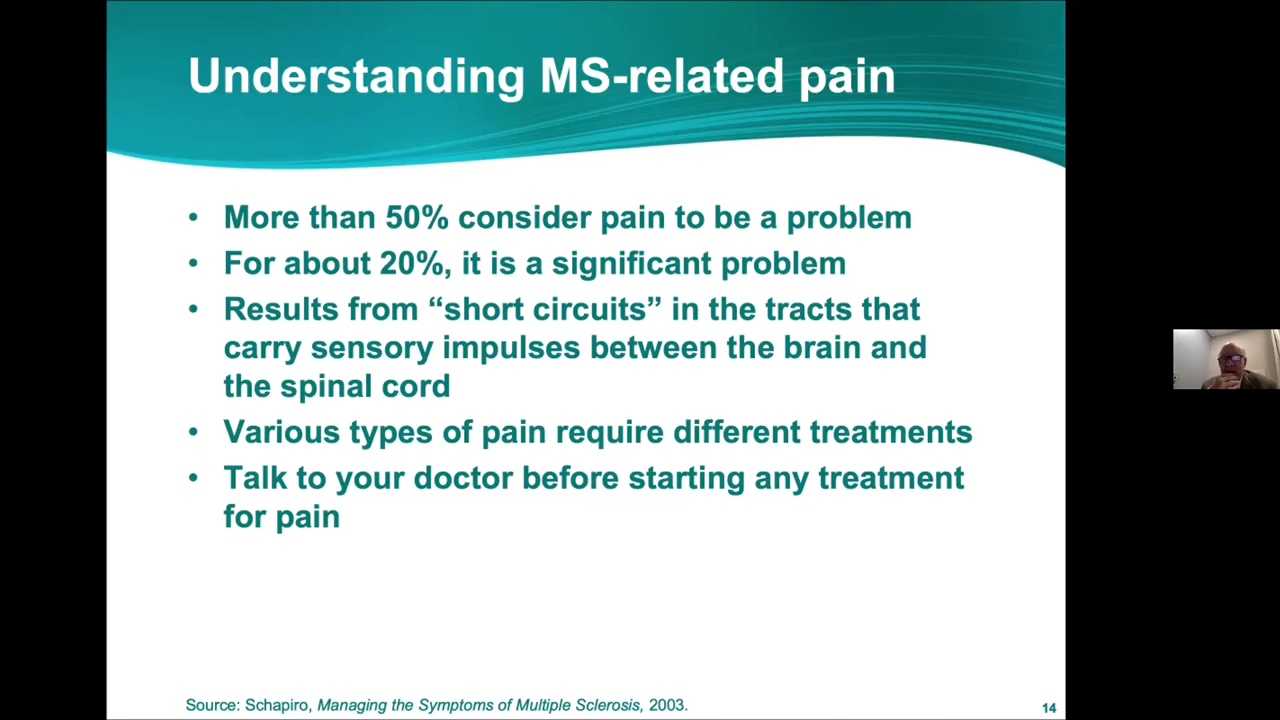 Understanding MS-related pain
• More than 50% consider pain to be a problem
• For about 20%, it is a significant problem
• Results from “short circuits” in the tracts that
carry sensory impulses between the brain and
the spinal cord
• Various types of pain require different treatments
• Talk to your doctor before starting any treatment
for pain
Source: Schapiro, Managing the Symptoms of Multiple Sclerosis, 2003.
14